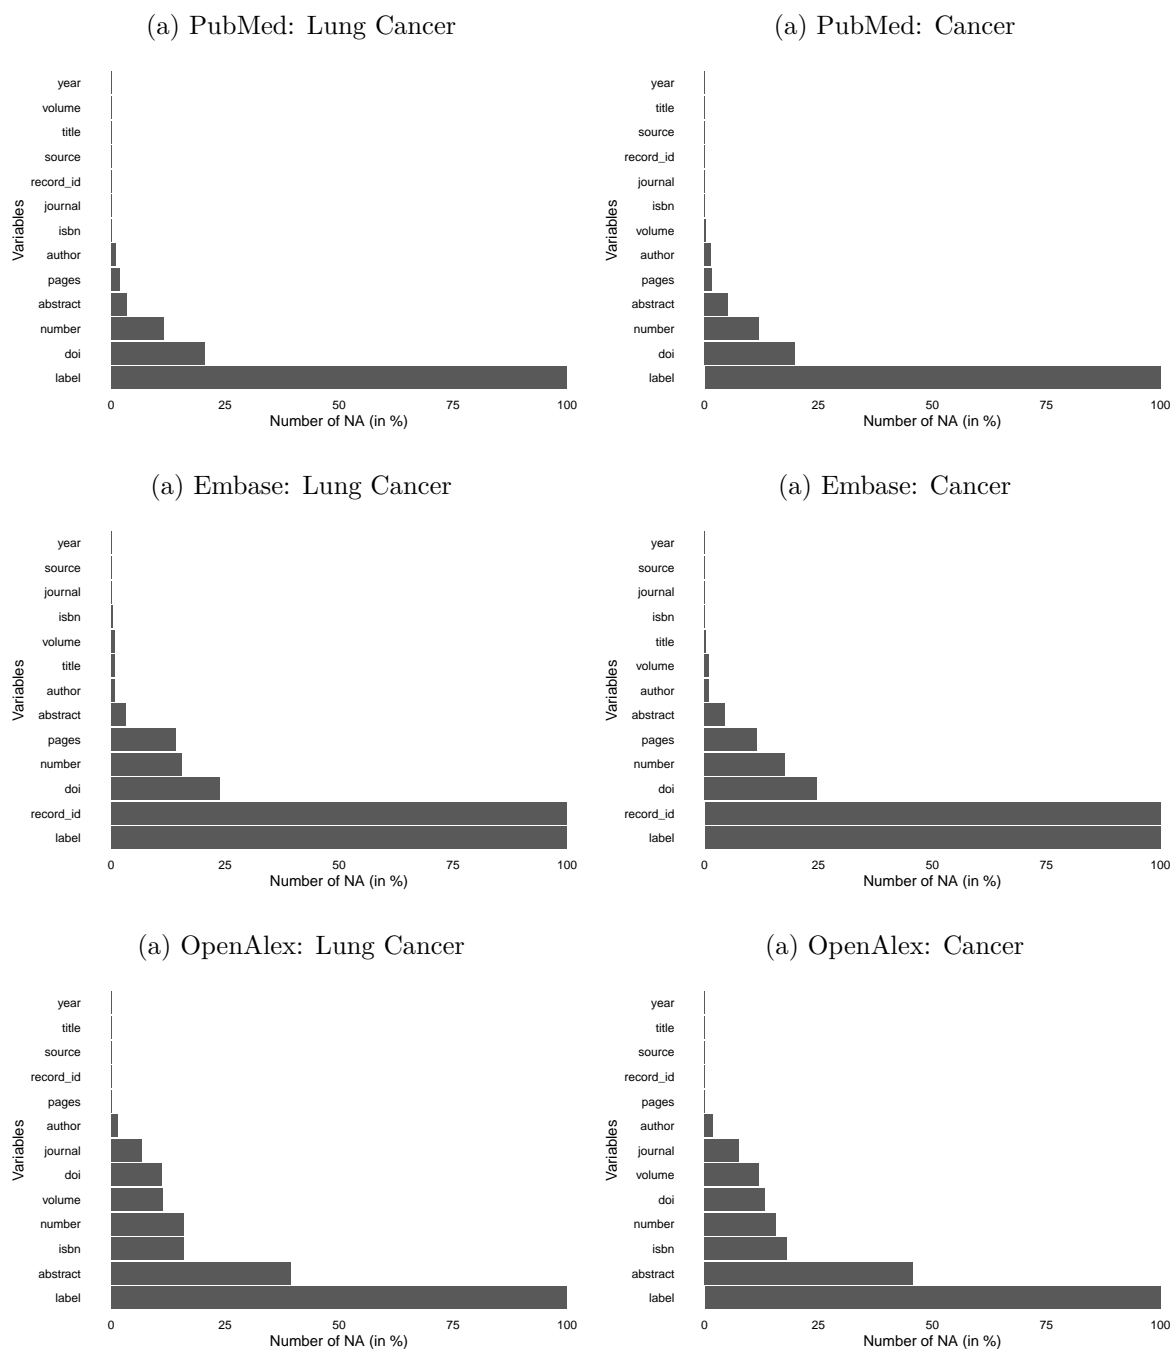 (a) PubMed: Lung Cancer
year
volume
title
source
record_id
journal
isbn
author
pages
abstract
number
doi
label
Variables
0 25 50 75 100
Number of NA (in %)
(a) PubMed: Cancer
year
title
source
record_id
journal
isbn
volume
author
pages
abstract
number
doi
label
Variables
0 25 50 75 100
Number of NA (in %)
(a) Embase: Lung Cancer
year
source
journal
isbn
volume
title
author
abstract
pages
number
doi
record_id
label
Variables
0 25 50 75 100
Number of NA (in %)
(a) Embase: Cancer
year
source
journal
isbn
title
volume
author
abstract
pages
number
doi
record_id
label
Variables
0 25 50 75 100
Number of NA (in %)
(a) OpenAlex: Lung Cancer
year
title
source
record_id
pages
author
journal
doi
volume
number
isbn
abstract
label
Variables
0 25 50 75 100
Number of NA (in %)
(a) OpenAlex: Cancer
year
title
source
record_id
pages
author
journal
volume
doi
number
isbn
abstract
label
Variables
0 25 50 75 100
Number of NA (in %)